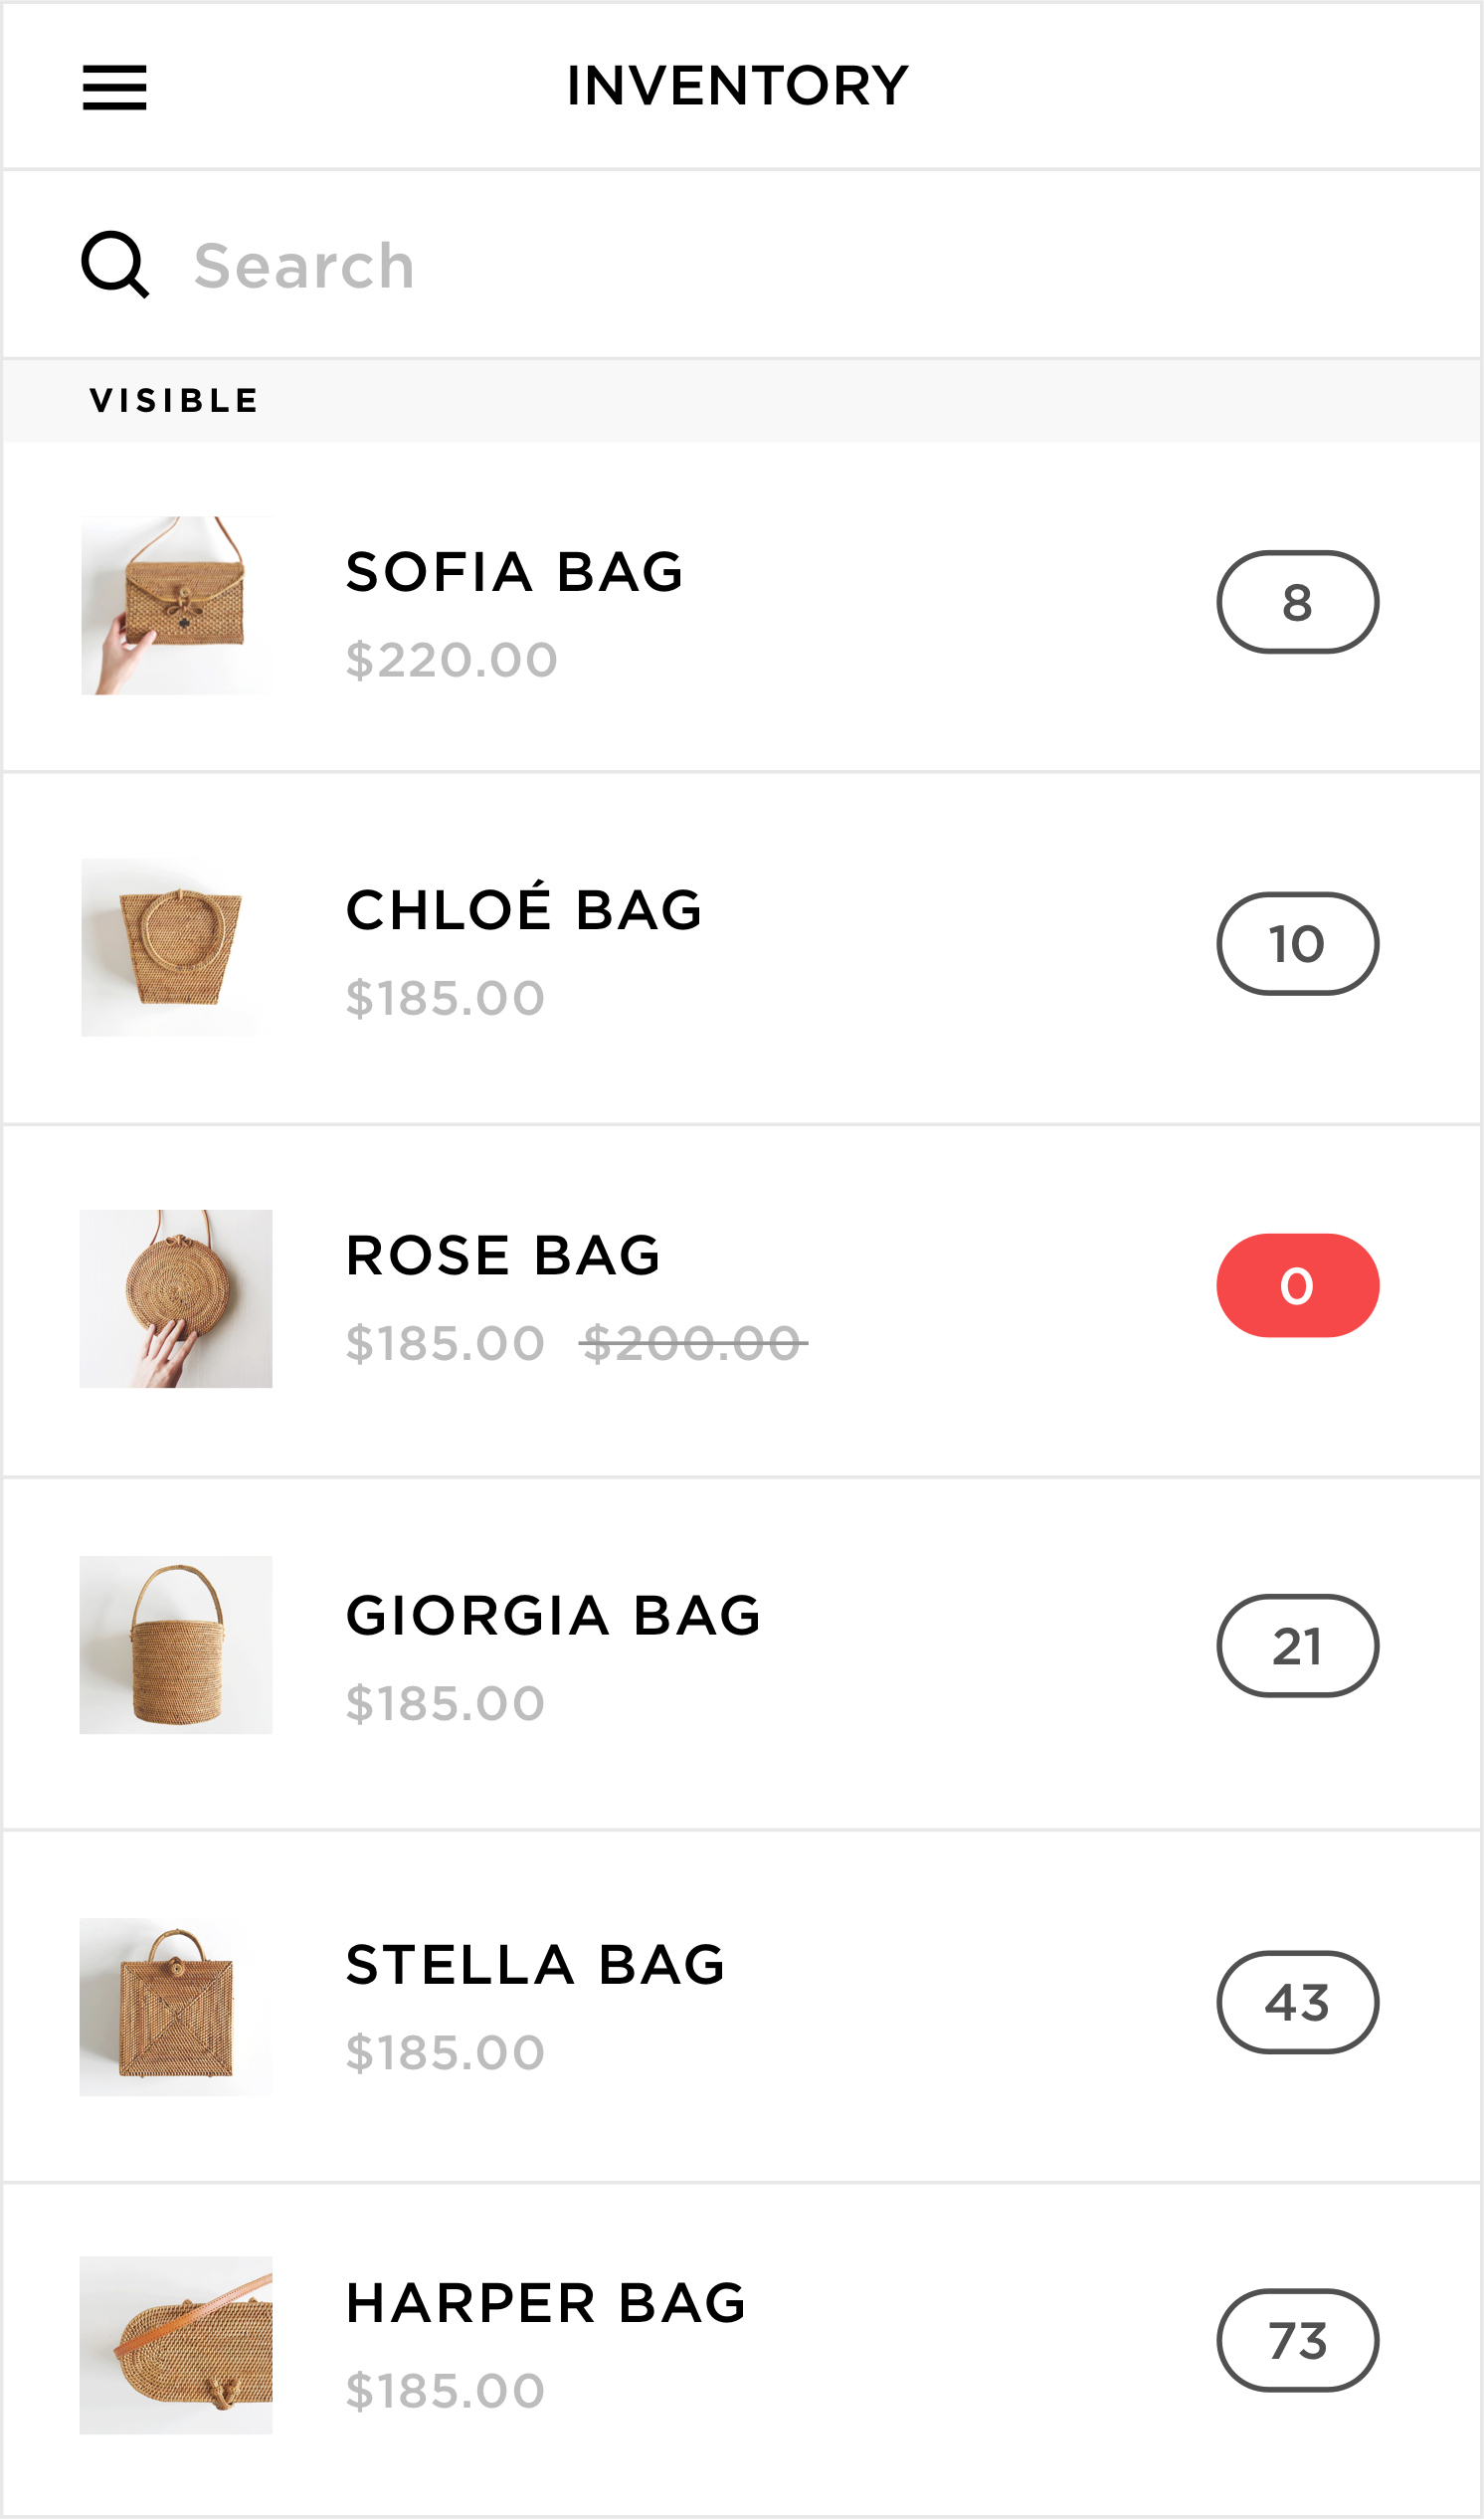 INVENTORY
Search
VISIBLE
SOFIA BAG
$220.00
8
CHLOÉ BAG
$185.00
10
ROSE BAG
$185.00 $200.00
0
GIORGIA BAG
$185.00
21
STELLA BAG
$185.00
43
HARPER BAG
$185.00
73